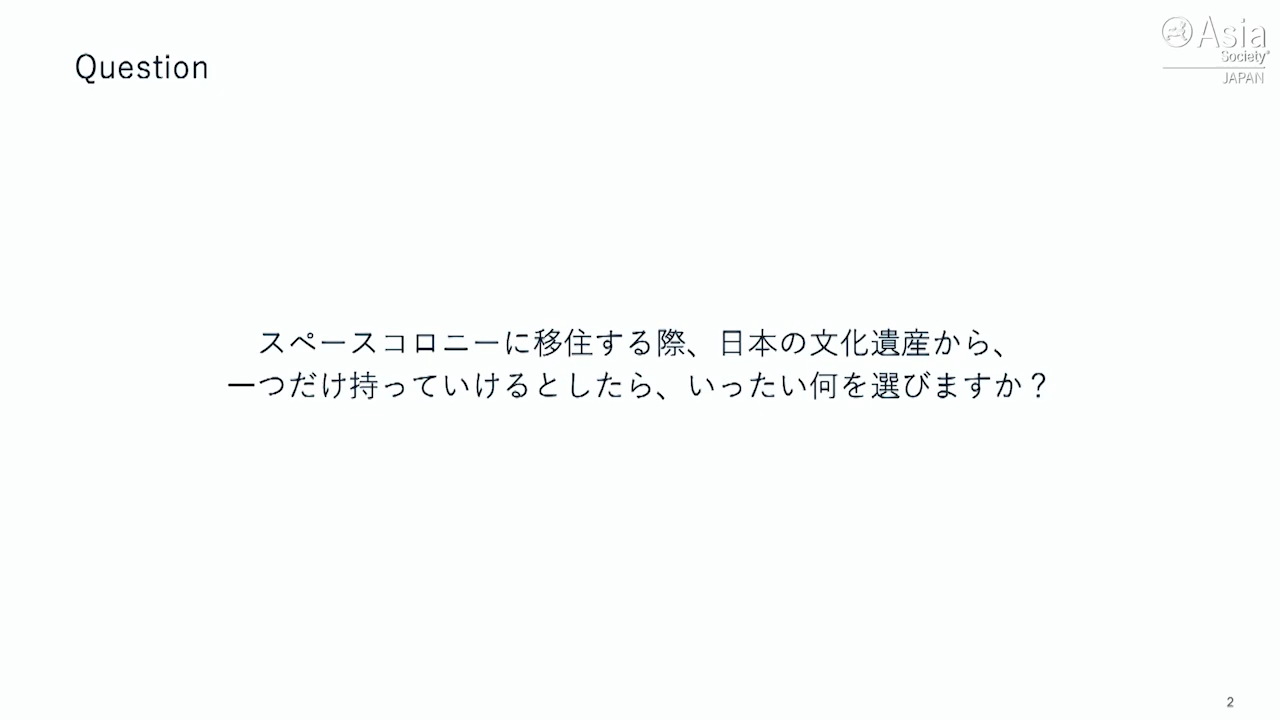 Question
Asia
Society
JAPAN
スペースコロニーに移住する際、日本の文化遺産から、
一つだけ持っていけるとしたら、いったい何を選びますか？
2